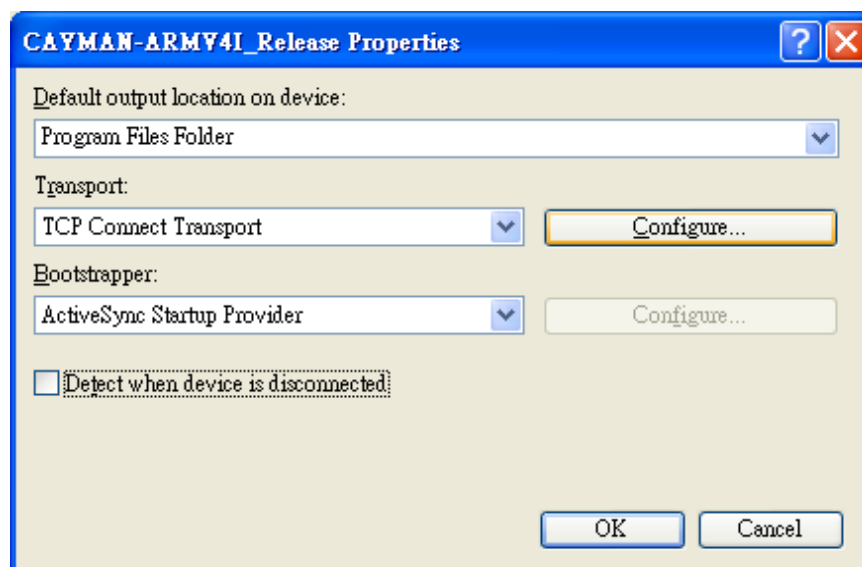 CAYMAN-ARMV4I_Release Properties
Default output location on device:
Program Files Folder
Transport:
TCP Connect Transport
Configure...
Bootstrapper:
ActiveSync Startup Provider
Configure...
Detect when device is disconnected
OK
Cancel